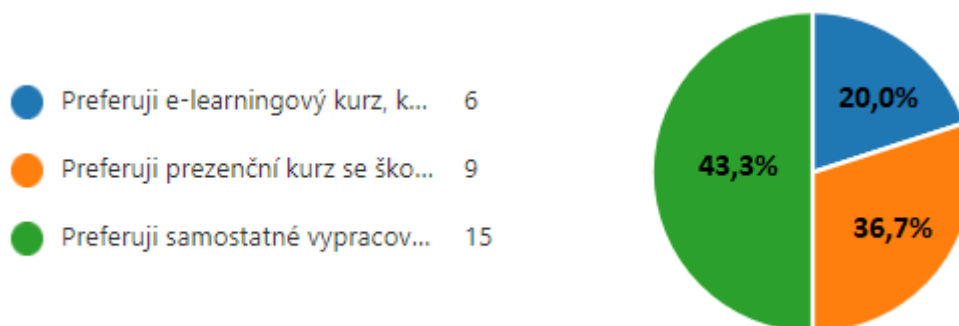 Preferuji e-learningový kurz, k... 6
Preferuji prezenční kurz se ško... 9
Preferuji samostatné vypracov... 15
20,0%
43,3%
36,7%